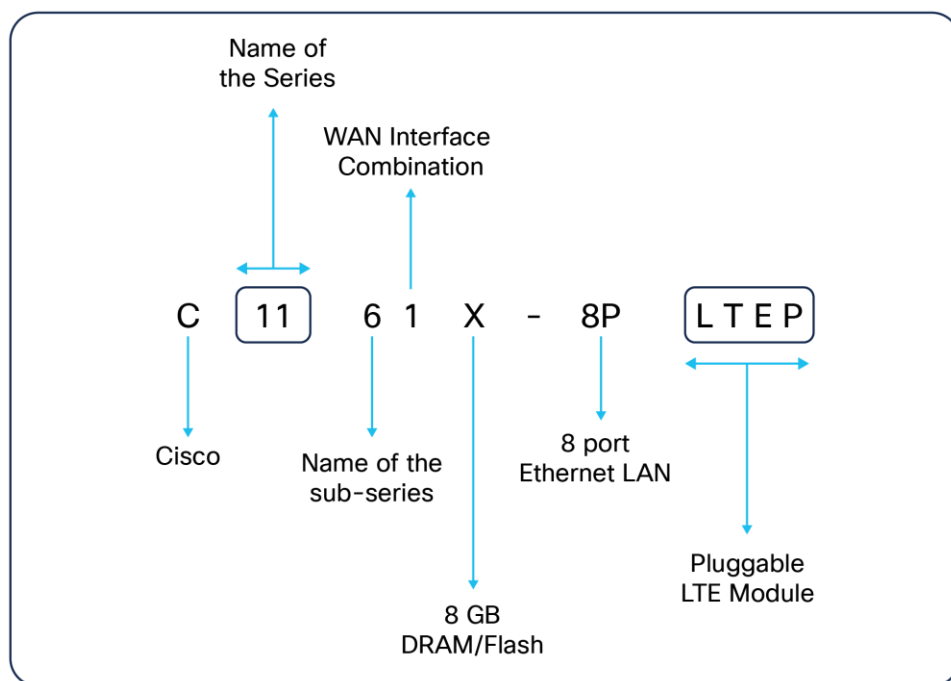 Name of
the Series
WAN Interface
Combination
C 11 6 1 X - 8P LTEP
Cisco
Name of the
sub-series
8 port
Ethernet LAN
8 GB
DRAM/Flash
Pluggable
LTE Module